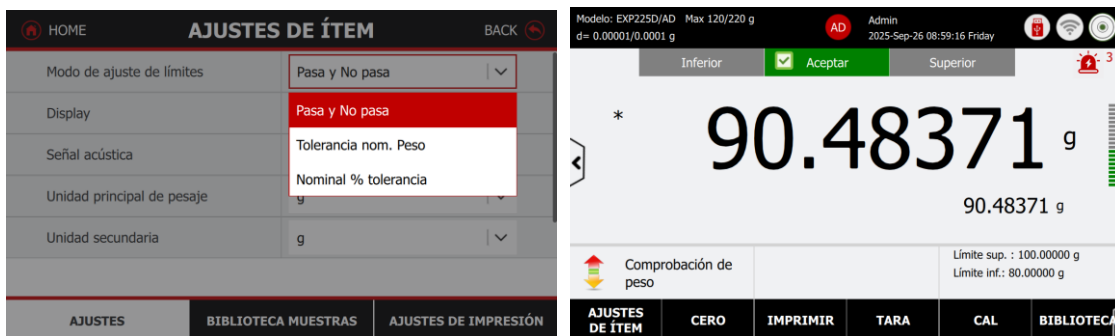 HOME AJUSTES DE ÍTEM BACK
Modo de ajuste de límites Pasa y No pasa
Pasa y No pasa
Display
Tolerancia nom. Peso
Señal acústica
Nominal % tolerancia
Unidad principal de pesaje g
Unidad secundaria g
AJUSTES BIBLIOTECA MUESTRAS AJUSTES DE IMPRESIÓN
Modelo: EXP225D/AD Max 120/220 g
d= 0.00001/0.0001 g
AD
Admin
2025-Sep-26 08:59:16 Friday
Inferior Aceptar Superior
3
* 90.48371 g
90.48371 g
Comprobación de
peso
Límite sup. : 100.00000 g
Límite inf.: 80.00000 g
AJUSTES
DE ÍTEM
CERO IMPRIMIR TARA CAL BIBLIOTECA